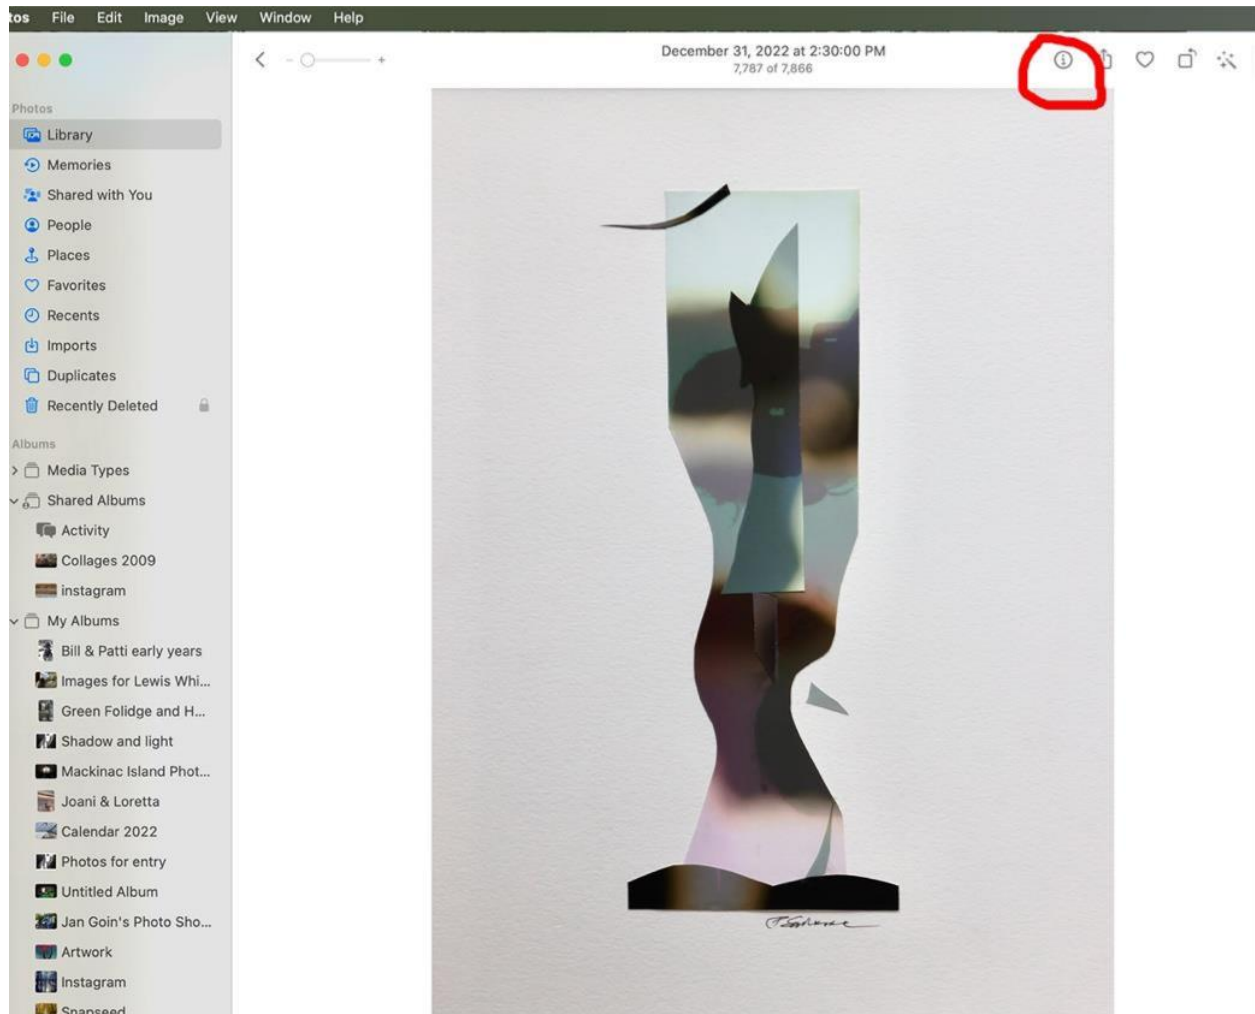 tos File Edit Image View Window Help
December 31, 2022 at 2:30:00 PM
7,787 of 7,866
Photos
Library
Memories
Shared with You
People
Places
Favorites
Recents
Imports
Duplicates
Recently Deleted
Albums
Media Types
Shared Albums
Activity
Collages 2009
instagram
My Albums
Bill & Patti early years
Images for Lewis Whi...
Green Folidge and H...
Shadow and light
Mackinac Island Phot...
Joani & Loretta
Calendar 2022
Photos for entry
Untitled Album
Jan Goin's Photo Sho...
Artwork
Instagram
Snapseed